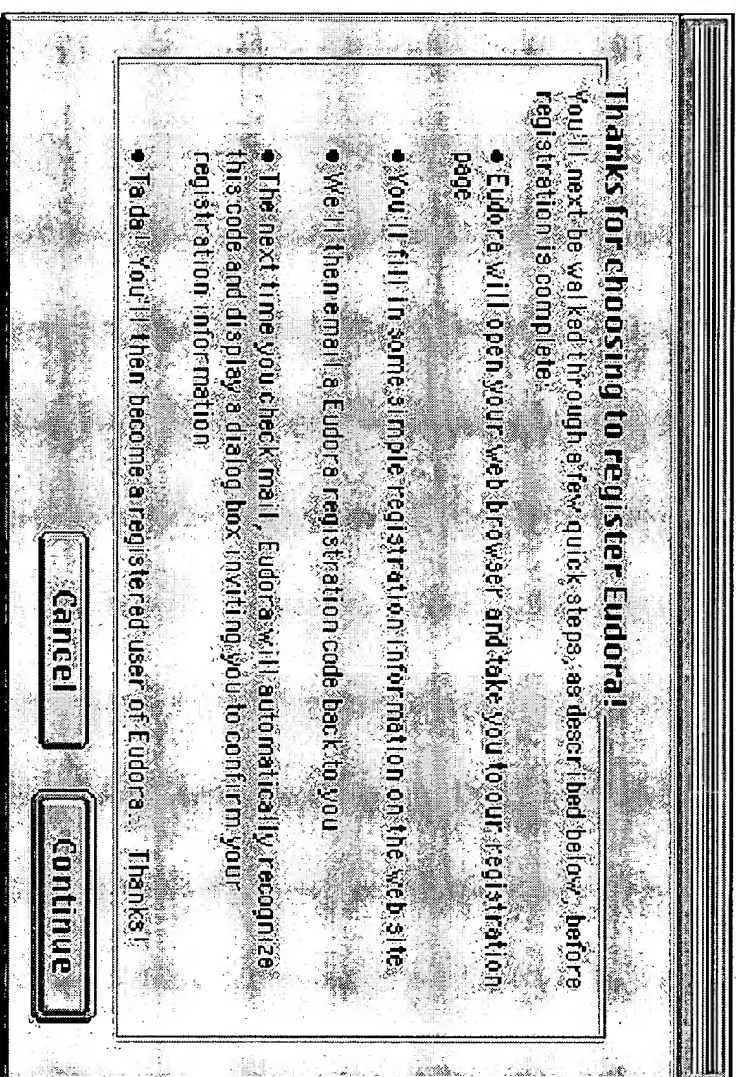 Thanks for choosing to register Eudora!
You'll next be walked through a few quick steps, as described below, before
registration is complete.
• Eudora will open your web browser and take you to our registration
page
• You'll fill in some simple registration information on the web site
• We'll then email a Eudora registration code back to you
• The next time you check mail, Eudora will automatically recognize
this code and display a dialog box inviting you to confirm your
registration information
• Tada! You'll then become a registered user of Eudora. Thanks!
Cancel
Continue